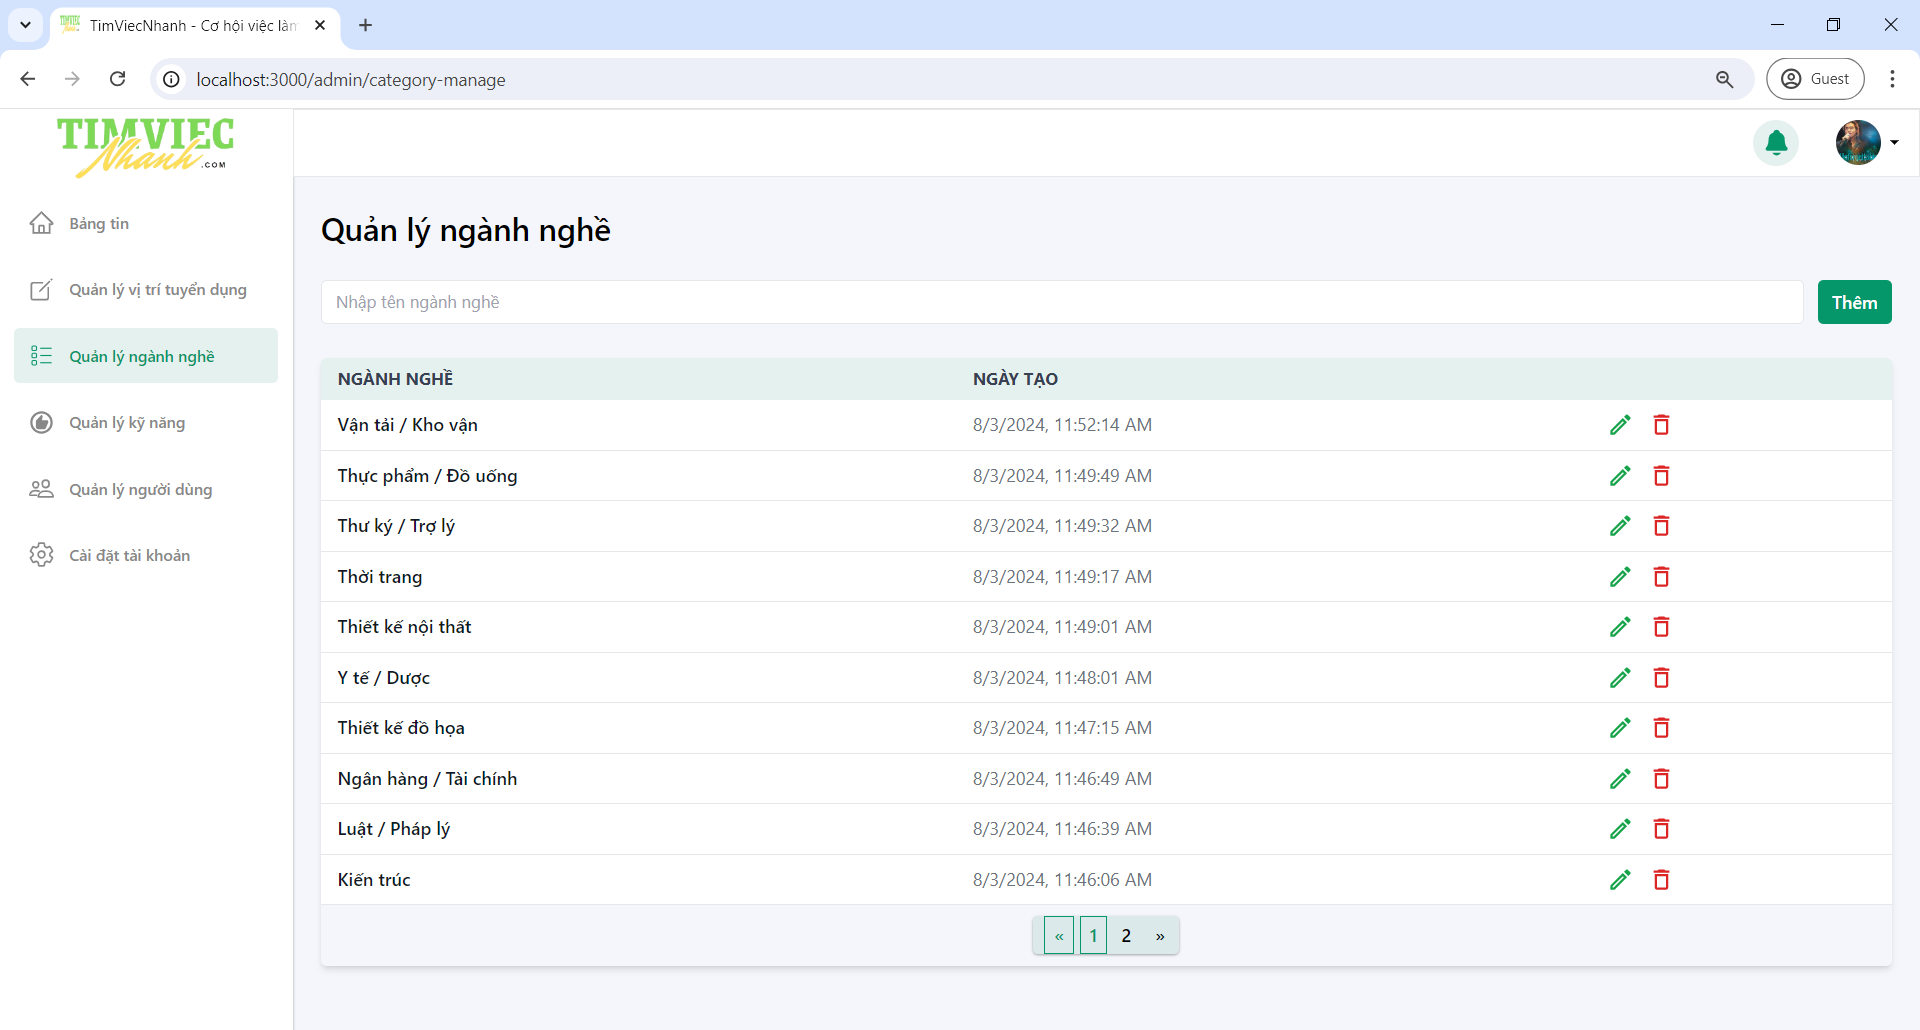 TimViecNhanh - Cơ hội việc làm
localhost:3000/admin/category-manage
Guest
TIMVIEC
Nhanh
.COM
Bảng tin
Quản lý vị trí tuyển dụng
Quản lý ngành nghề
Quản lý kỹ năng
Quản lý người dùng
Cài đặt tài khoản
Quản lý ngành nghề
Nhập tên ngành nghề
Thêm
NGÀNH NGHỀ NGÀY TẠO
Vận tải / Kho vận 8/3/2024, 11:52:14 AM
Thực phẩm / Đồ uống 8/3/2024, 11:49:49 AM
Thư ký / Trợ lý 8/3/2024, 11:49:32 AM
Thời trang 8/3/2024, 11:49:17 AM
Thiết kế nội thất 8/3/2024, 11:49:01 AM
Y tế / Dược 8/3/2024, 11:48:01 AM
Thiết kế đồ họa 8/3/2024, 11:47:15 AM
Ngân hàng / Tài chính 8/3/2024, 11:46:49 AM
Luật / Pháp lý 8/3/2024, 11:46:39 AM
Kiến trúc 8/3/2024, 11:46:06 AM
« 1 2 »